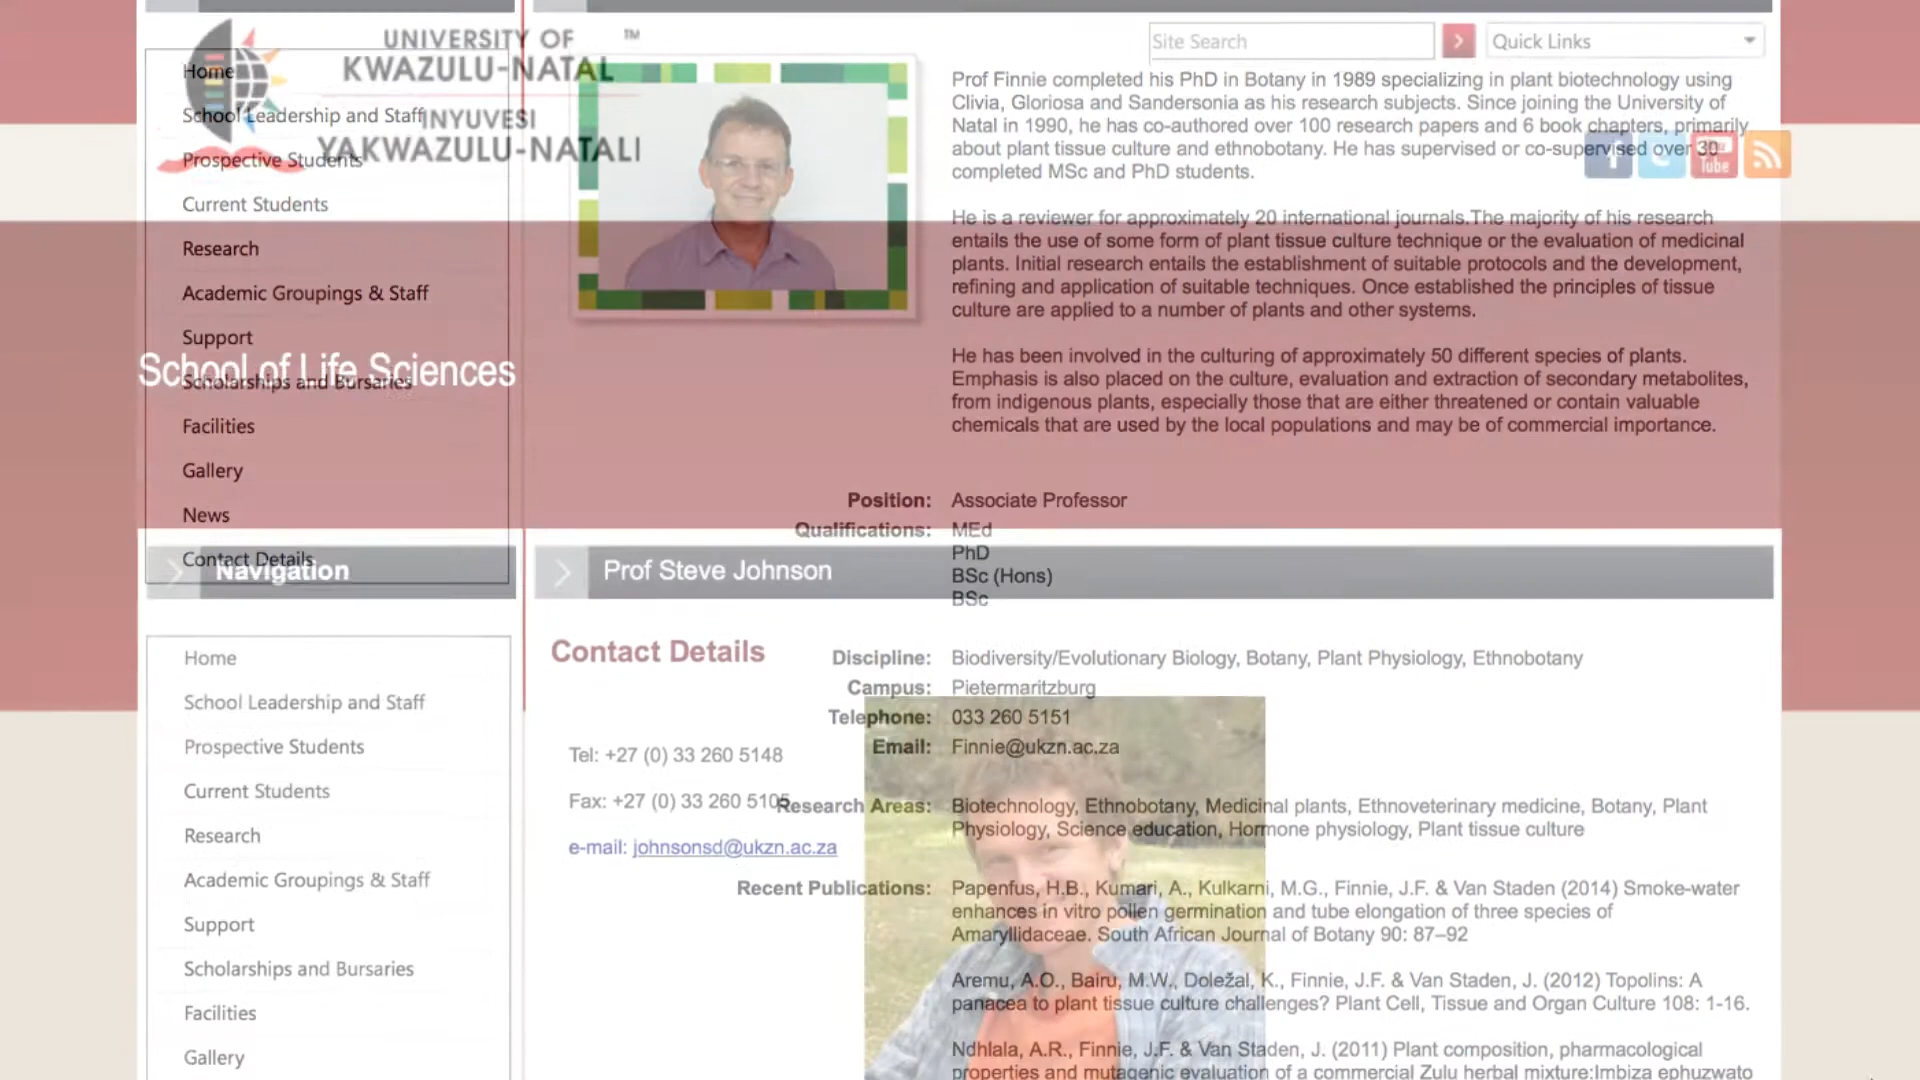 UNIVERSITY OF TM
KWAZULU-NATAL
INYUVESI
YAKWAZULU-NATALI
Site Search
Quick Links
You Tube
School of Life Sciences
Home
School Leadership and Staff
Prospective Students
Current Students
Research
Academic Groupings & Staff
Support
Scholarships and Bursaries
Facilities
Gallery
News
Contact Details
Prof Finnie completed his PhD in Botany in 1989 specializing in plant biotechnology using
Clivia, Gloriosa and Sandersonia as his research subjects. Since joining the University of
Natal in 1990, he has co-authored over 100 research papers and 6 book chapters, primarily
about plant tissue culture and ethnobotany. He has supervised or co-supervised over 30
completed MSc and PhD students.
He is a reviewer for approximately 20 international journals.The majority of his research
entails the use of some form of plant tissue culture technique or the evaluation of medicinal
plants. Initial research entails the establishment of suitable protocols and the development,
refining and application of suitable techniques. Once established the principles of tissue
culture are applied to a number of plants and other systems.
He has been involved in the culturing of approximately 50 different species of plants.
Emphasis is also placed on the culture, evaluation and extraction of secondary metabolites,
from indigenous plants, especially those that are either threatened or contain valuable
chemicals that are used by the local populations and may be of commercial importance.
Position: Associate Professor
Qualifications: MEd
PhD
BSc (Hons)
BSc
Discipline: Biodiversity/Evolutionary Biology, Botany, Plant Physiology, Ethnobotany
Campus: Pietermaritzburg
Telephone: 033 260 5151
Email: Finnie@ukzn.ac.za
Research Areas: Biotechnology, Ethnobotany, Medicinal plants, Ethnoveterinary medicine, Botany, Plant
Physiology, Science education, Hormone physiology, Plant tissue culture
Recent Publications: Papenfus, H.B., Kumari, A., Kulkarni, M.G., Finnie, J.F. & Van Staden (2014) Smoke-water
enhances in vitro pollen germination and tube elongation of three species of
Amaryllidaceae. South African Journal of Botany 90: 87–92
Aremu, A.O., Bairu, M.W., Doležal, K., Finnie, J.F. & Van Staden, J. (2012) Topolins: A
panacea to plant tissue culture challenges? Plant Cell, Tissue and Organ Culture 108: 1-16.
Ndhlala, A.R., Finnie, J.F. & Van Staden, J. (2011) Plant composition, pharmacological
properties and mutagenic evaluation of a commercial Zulu herbal mixture:Imbiza ephuzwato
Navigation
Home
School Leadership and Staff
Prospective Students
Current Students
Research
Academic Groupings & Staff
Support
Scholarships and Bursaries
Facilities
Gallery
Prof Steve Johnson
Contact Details
Tel: +27 (0) 33 260 5148
Fax: +27 (0) 33 260 5105
e-mail: johnsonsd@ukzn.ac.za